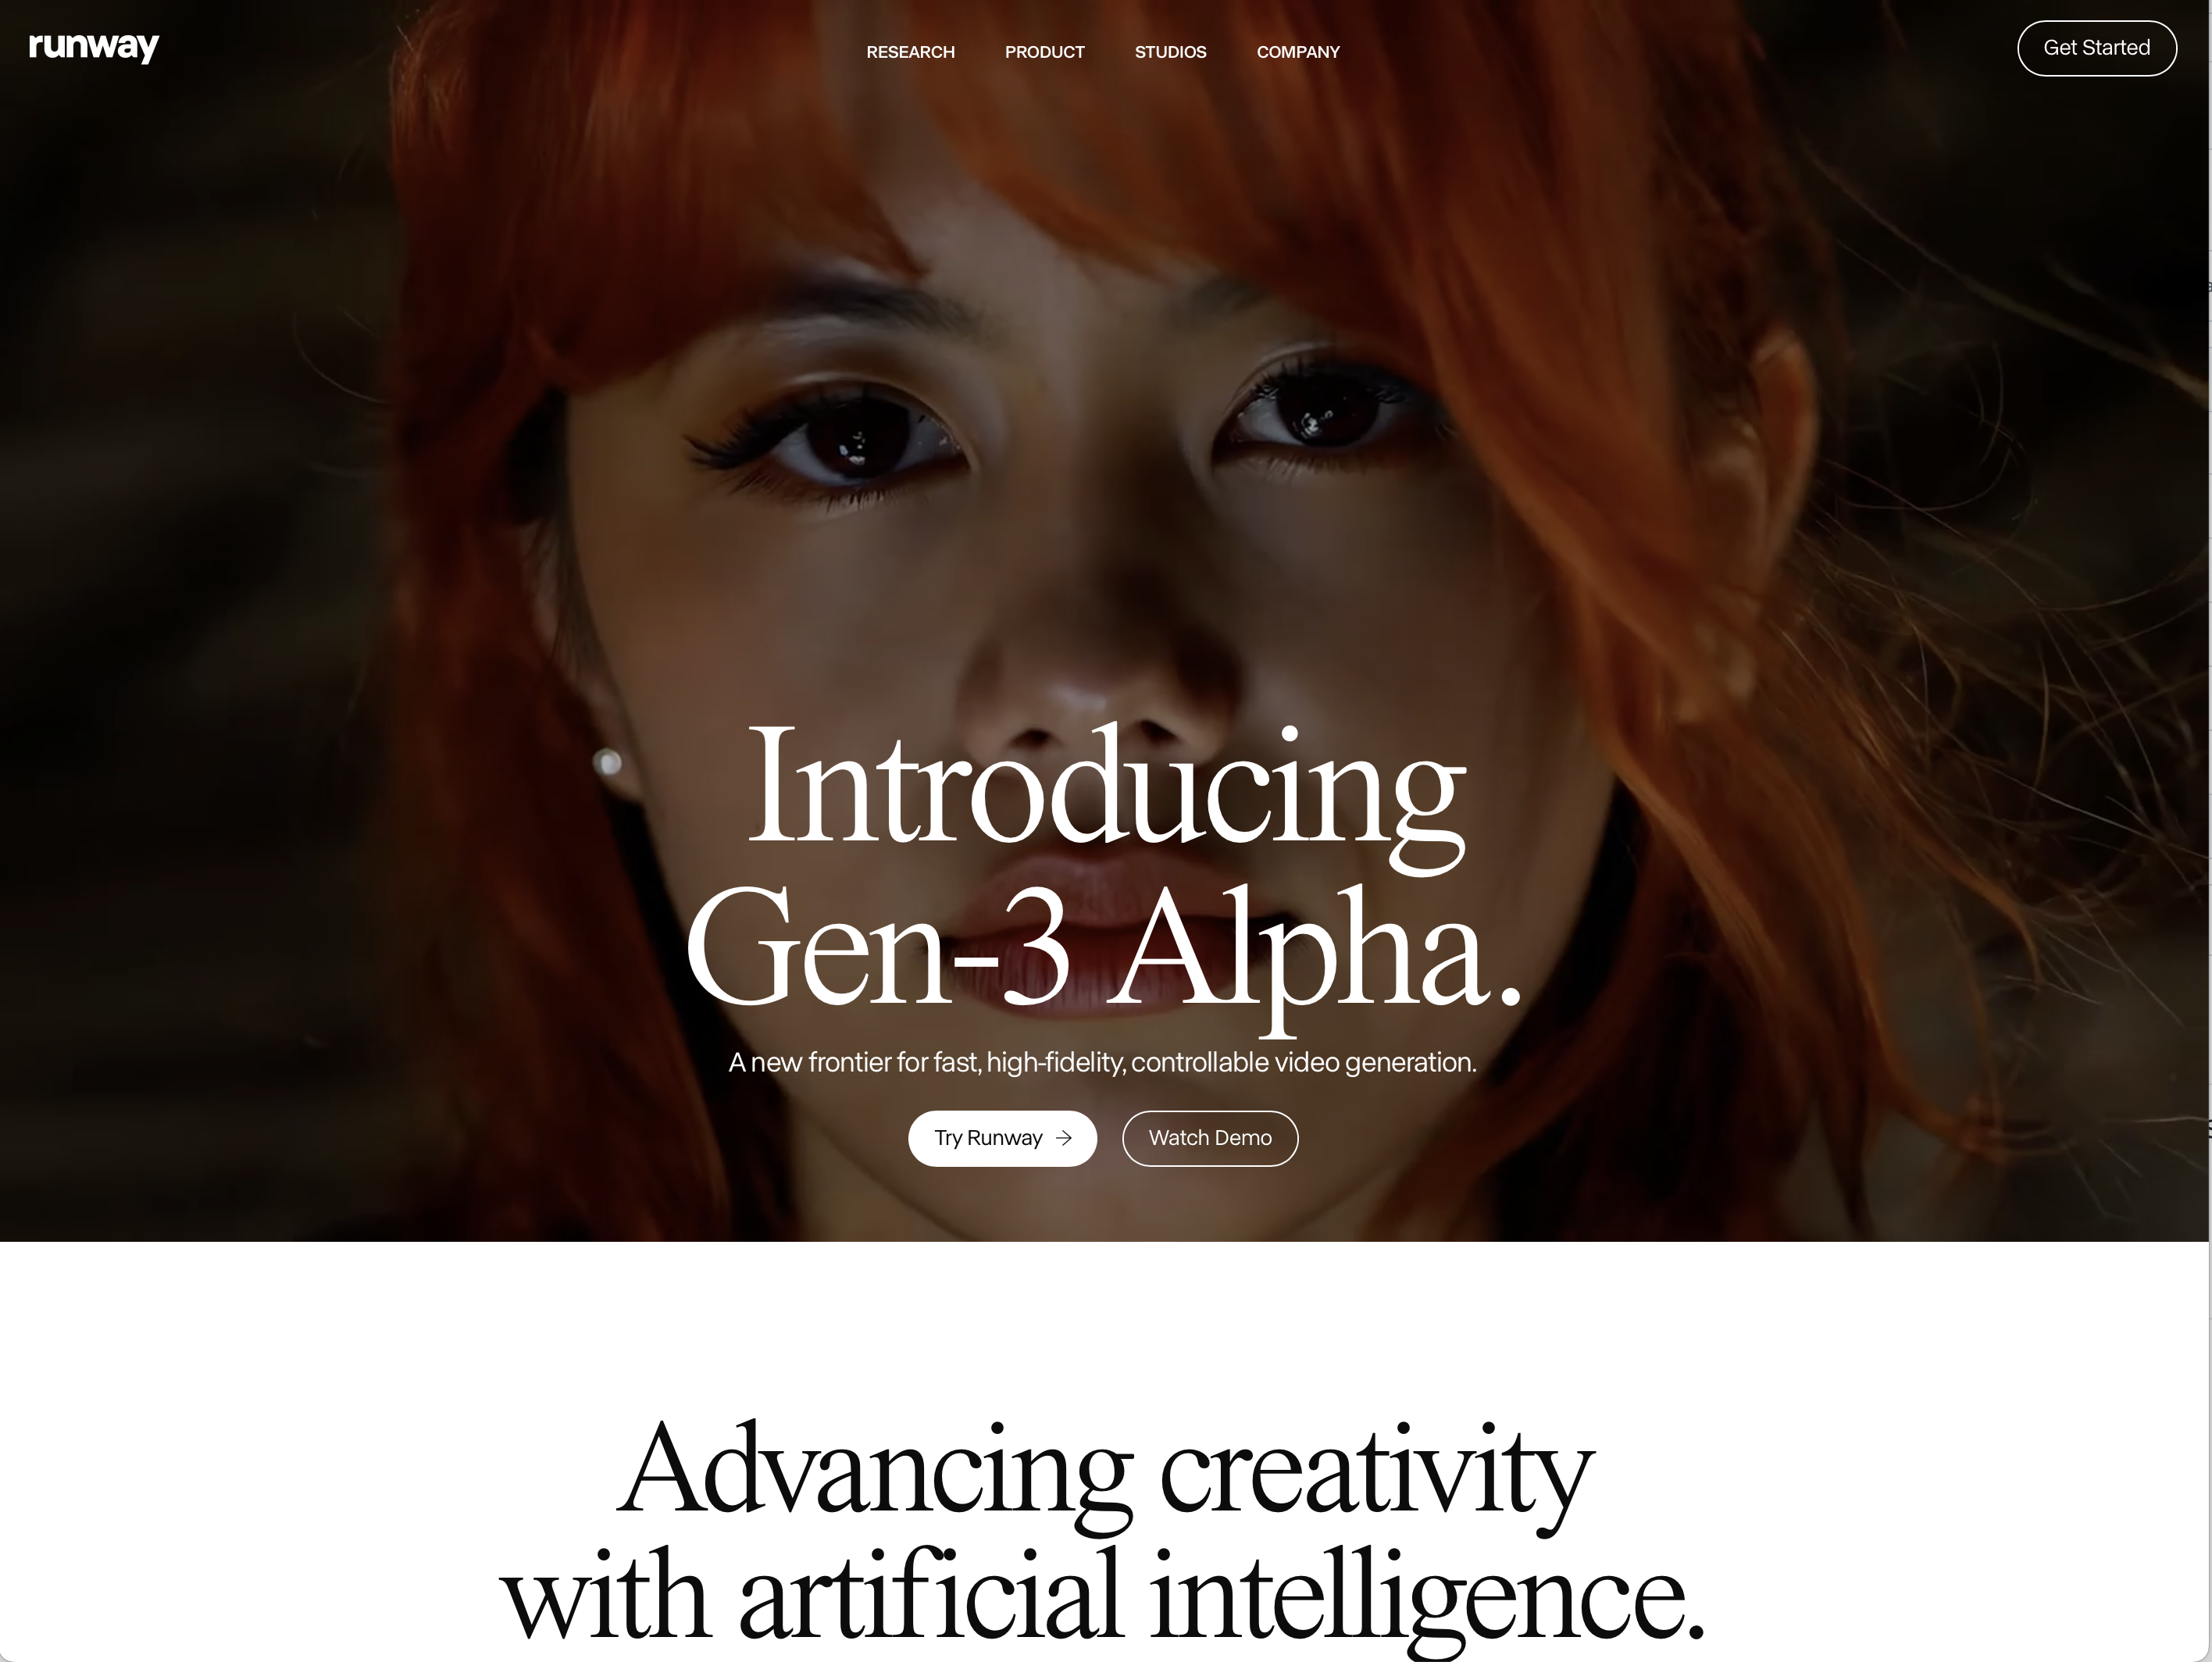 runway
RESEARCH PRODUCT STUDIOS COMPANY
Get Started
Introducing
Gen-3 Alpha.
A new frontier for fast, high-fidelity, controllable video generation.
Try Runway → Watch Demo
Advancing creativity
with artificial intelligence.